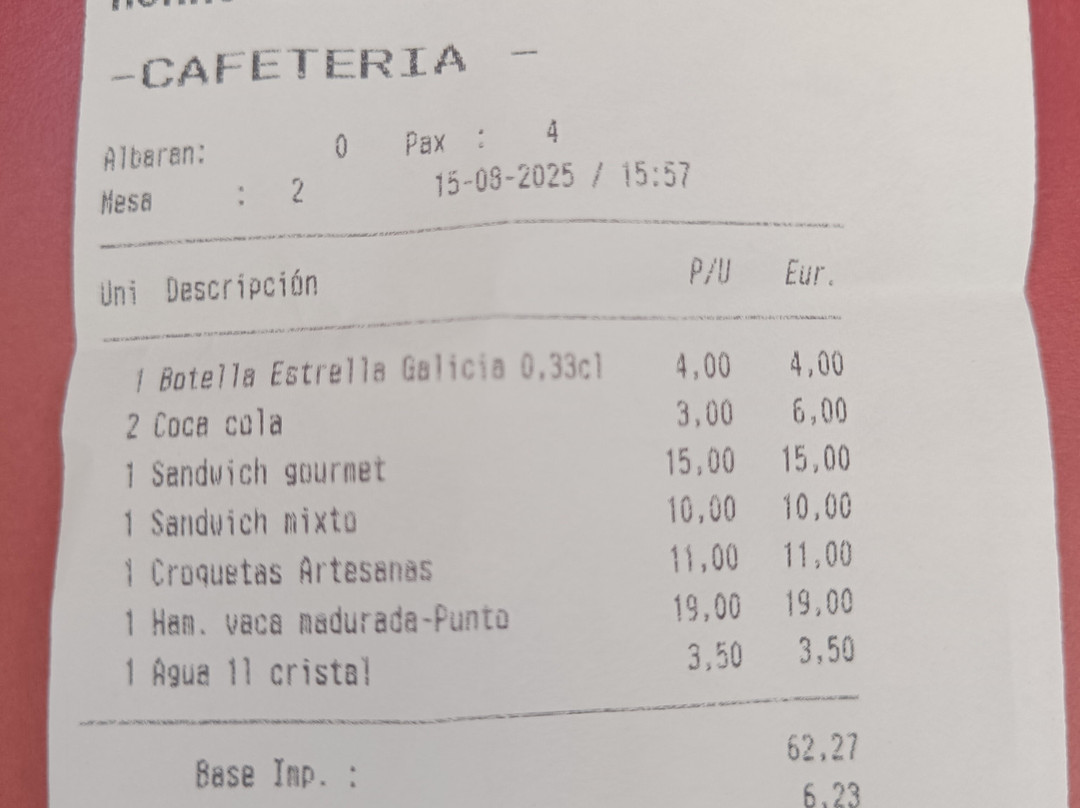 -CAFETERIA -
Albaran: 0 Pax : 4
Mesa : 2 15-08-2025 / 15:57
Uni Descripción P/U Eur.
1 Botella Estrella Galicia 0,33cl 4,00 4,00
2 Coca cola 3,00 6,00
1 Sandwich gourmet 15,00 15,00
1 Sandwich mixto 10,00 10,00
1 Croquetas Artesanas 11,00 11,00
1 Ham. vaca madurada-Punto 19,00 19,00
1 Agua 1l cristal 3,50 3,50
Base Imp. : 62,27
6,23